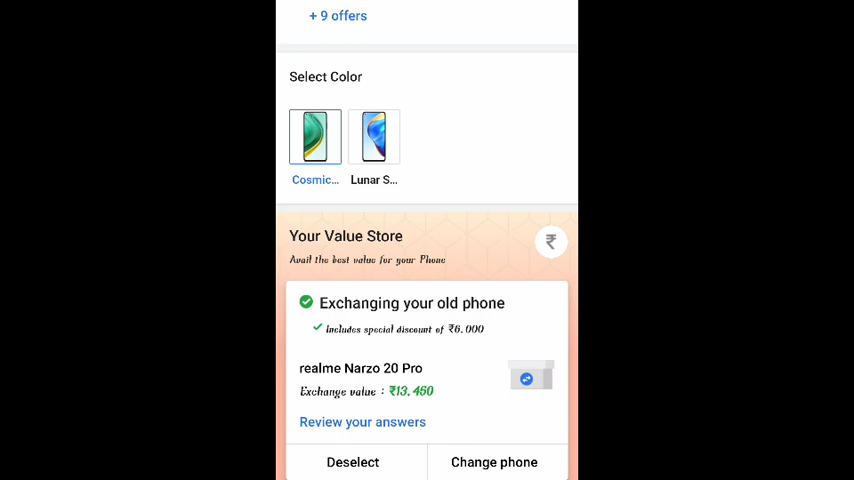 + 9 offers
Select Color
Cosmic... Lunar S...
Your Value Store
₹
Avail the best value for your Phone
Exchanging your old phone
Includes special discount of ₹6,000
realme Narzo 20 Pro
Exchange value : ₹13,450
Review your answers
Deselect Change phone